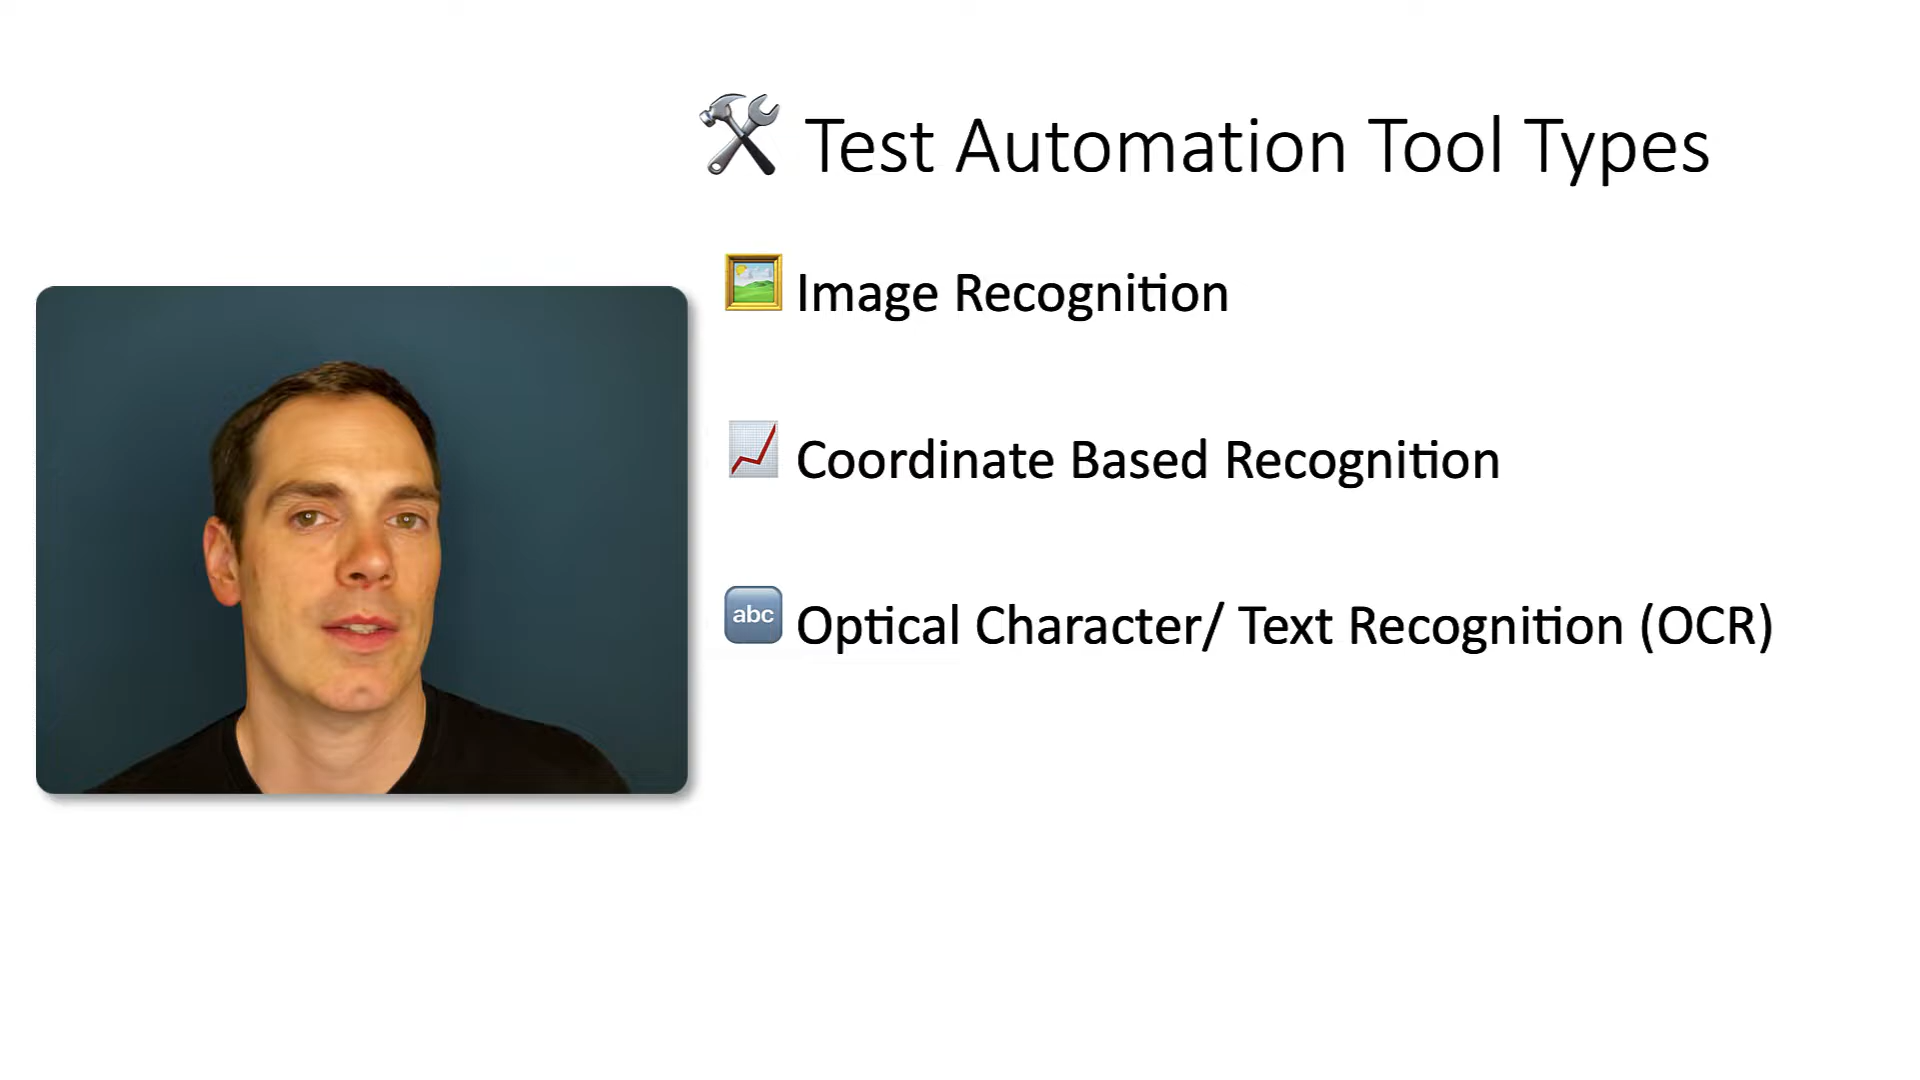 Test Automation Tool Types
Image Recognition
Coordinate Based Recognition
abc
Optical Character/ Text Recognition (OCR)